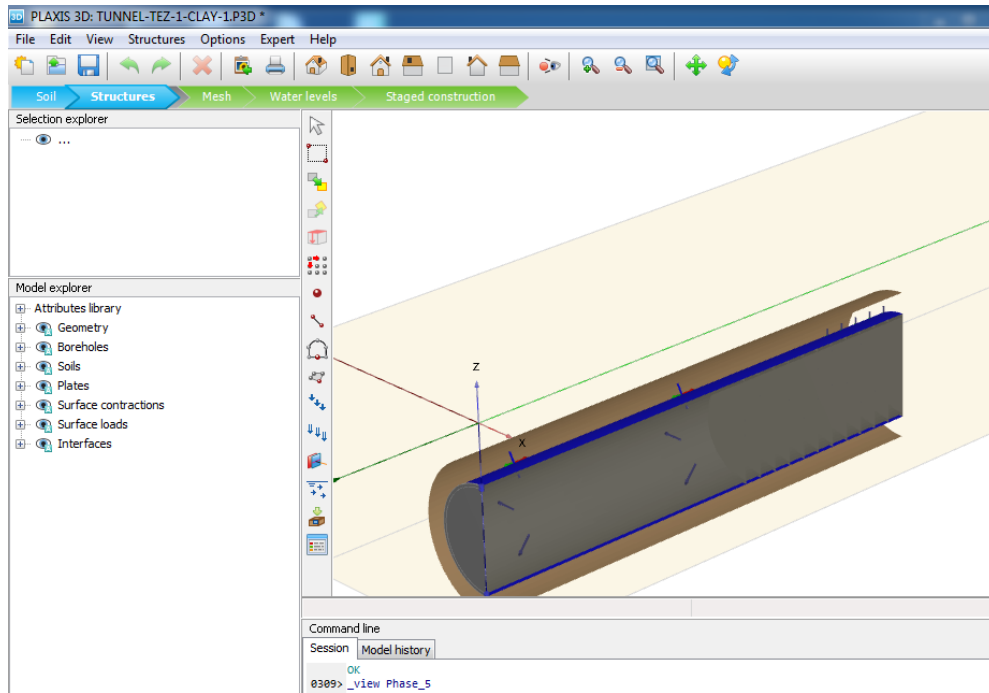 3D PLAXIS 3D: TUNNEL-TEZ-1-CLAY-1.P3D *
File Edit View Structures Options Expert Help
Soil Structures Mesh Water levels Staged construction
Selection explorer
...
Model explorer
Attributes library
Geometry
Boreholes
Soils
Plates
Surface contractions
Surface loads
Interfaces
Z
X
Command line
Session Model history
OK
0309> _view Phase_5